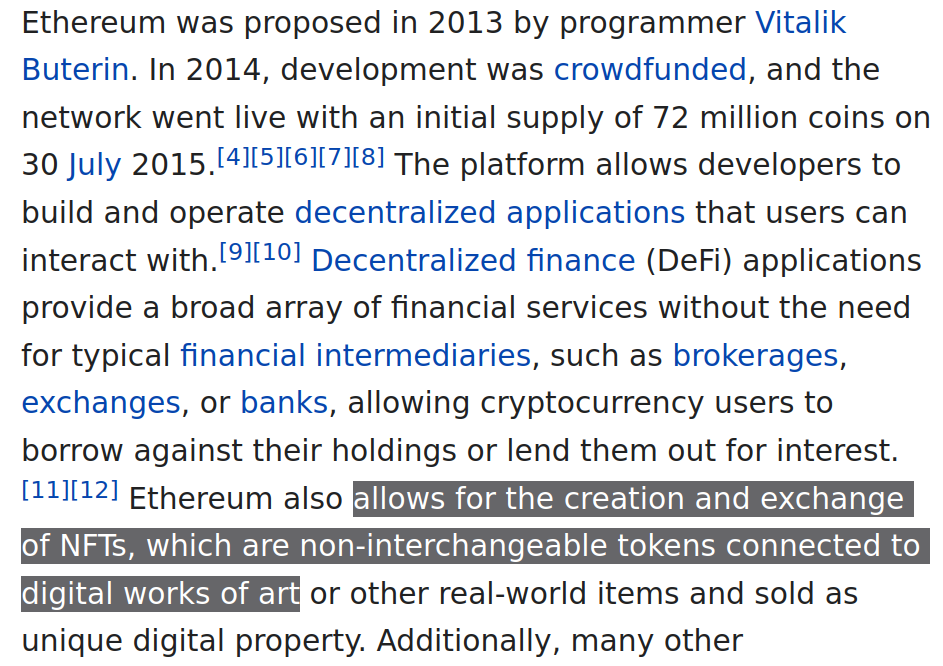 Ethereum was proposed in 2013 by programmer Vitalik
Buterin. In 2014, development was crowdfunded, and the
network went live with an initial supply of 72 million coins on
30 July 2015.[4][5][6][7][8] The platform allows developers to
build and operate decentralized applications that users can
interact with.[9][10] Decentralized finance (DeFi) applications
provide a broad array of financial services without the need
for typical financial intermediaries, such as brokerages,
exchanges, or banks, allowing cryptocurrency users to
borrow against their holdings or lend them out for interest.
[11][12] Ethereum also allows for the creation and exchange
of NFTs, which are non-interchangeable tokens connected to
digital works of art or other real-world items and sold as
unique digital property. Additionally, many other